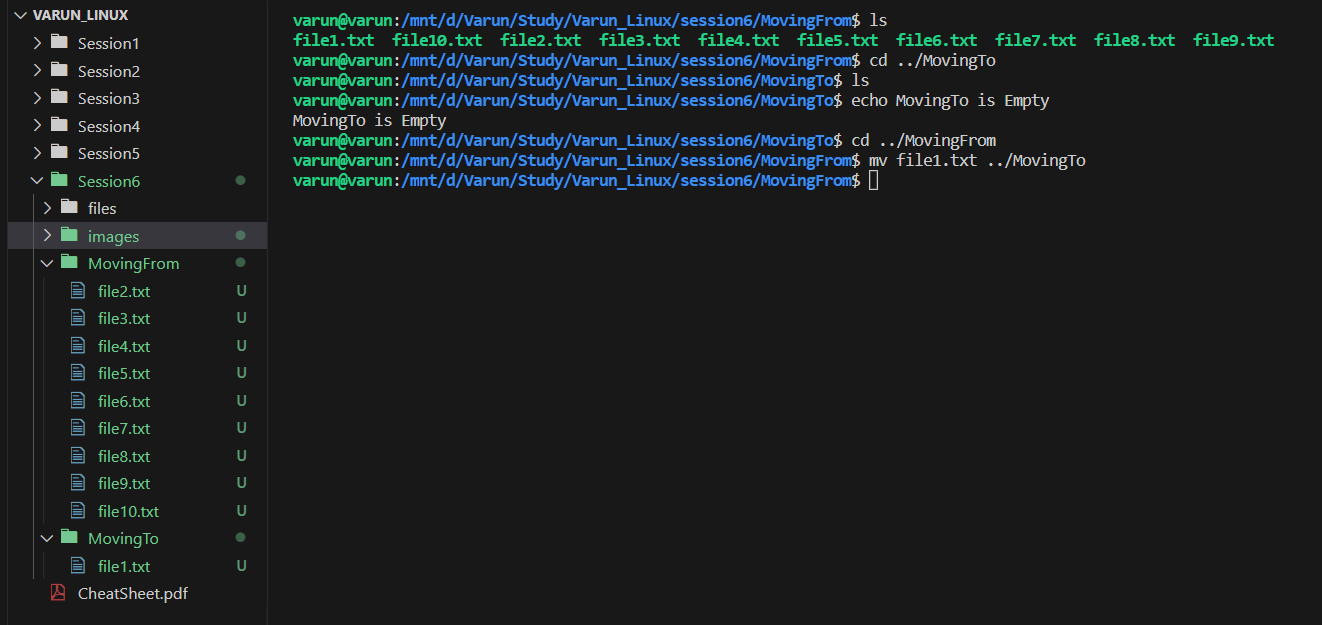 VARUN_LINUX
Session1
Session2
Session3
Session4
Session5
Session6
files
images
MovingFrom
file2.txt U
file3.txt U
file4.txt U
file5.txt U
file6.txt U
file7.txt U
file8.txt U
file9.txt U
file10.txt U
MovingTo
file1.txt U
CheatSheet.pdf
varun@varun:/mnt/d/Varun/Study/Varun_Linux/session6/MovingFrom$ ls
file1.txt file10.txt file2.txt file3.txt file4.txt file5.txt file6.txt file7.txt file8.txt file9.txt
varun@varun:/mnt/d/Varun/Study/Varun_Linux/session6/MovingFrom$ cd ../MovingTo
varun@varun:/mnt/d/Varun/Study/Varun_Linux/session6/MovingTo$ ls
varun@varun:/mnt/d/Varun/Study/Varun_Linux/session6/MovingTo$ echo MovingTo is Empty
MovingTo is Empty
varun@varun:/mnt/d/Varun/Study/Varun_Linux/session6/MovingTo$ cd ../MovingFrom
varun@varun:/mnt/d/Varun/Study/Varun_Linux/session6/MovingFrom$ mv file1.txt ../MovingTo
varun@varun:/mnt/d/Varun/Study/Varun_Linux/session6/MovingFrom$